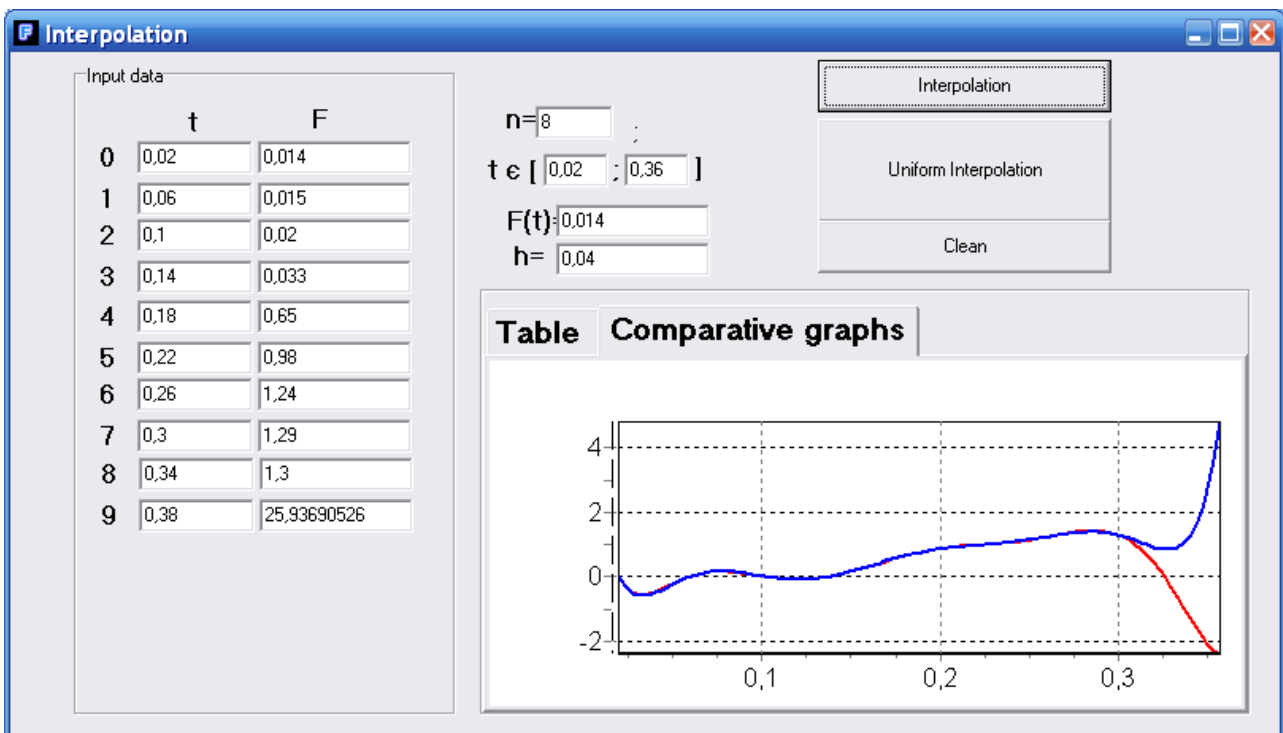 Interpolation
Input data
t F
0 0,02 0,014
1 0,06 0,015
2 0,1 0,02
3 0,14 0,033
4 0,18 0,65
5 0,22 0,98
6 0,26 1,24
7 0,3 1,29
8 0,34 1,3
9 0,38 25,93690526
n= 8 ;
t є [ 0,02 ; 0,36 ]
F(t)= 0,014
h= 0,04
Interpolation
Uniform Interpolation
Clean
Table Comparative graphs
4
2
0
-2
0,1 0,2 0,3